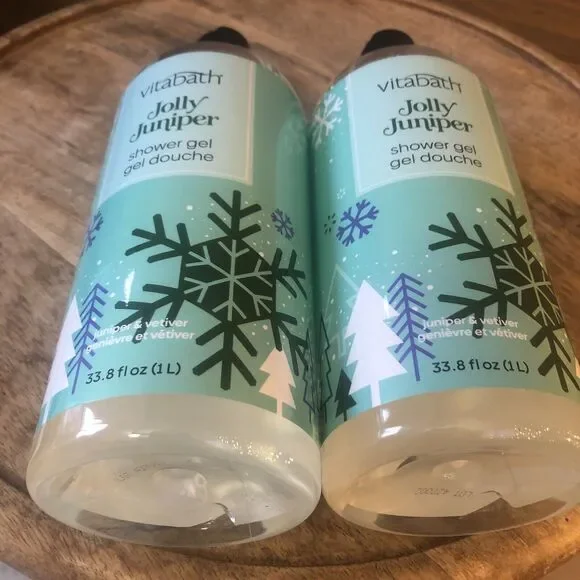 vitabath
Jolly
Juniper
shower gel
gel douche
juniper & vetiver
genièvre et vétiver
33.8 fl oz (1 L)
vitabath
Jolly
Juniper
shower gel
gel douche
juniper & vetiver
genièvre et vétiver
33.8 fl oz (1 L)